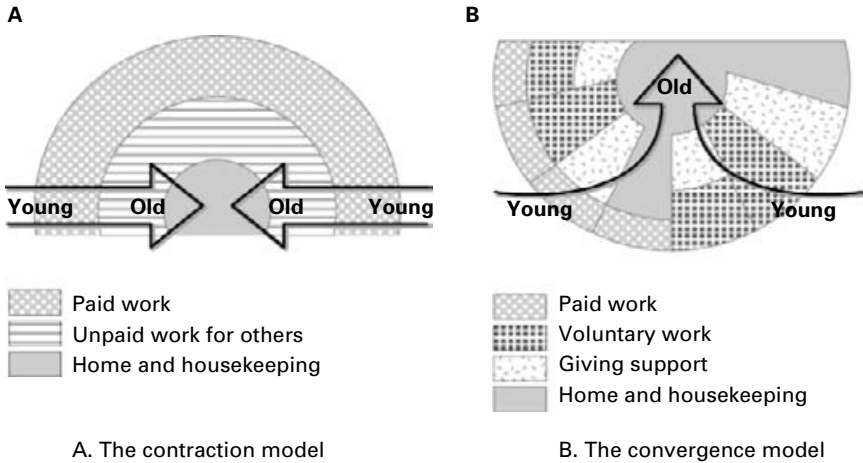 A
Young Old Old Young
Paid work
Unpaid work for others
Home and housekeeping
A. The contraction model
B
Old
Young Young
Paid work
Voluntary work
Giving support
Home and housekeeping
B. The convergence model